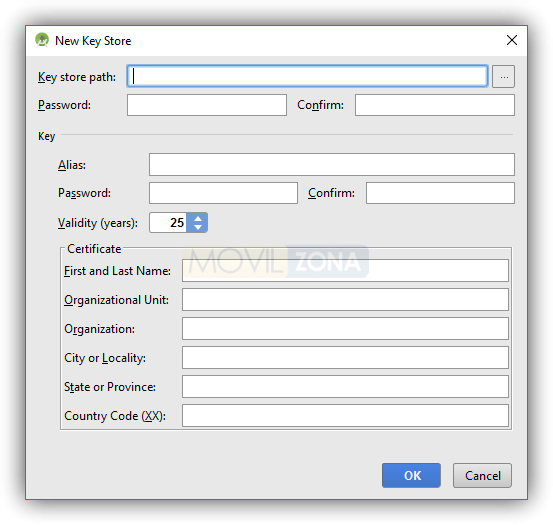 New Key Store
Key store path:
...
Password: Confirm:
Key
Alias:
Password: Confirm:
Validity (years): 25
Certificate
MOVIL ZONA
First and Last Name:
Organizational Unit:
Organization:
City or Locality:
State or Province:
Country Code (XX):
OK Cancel